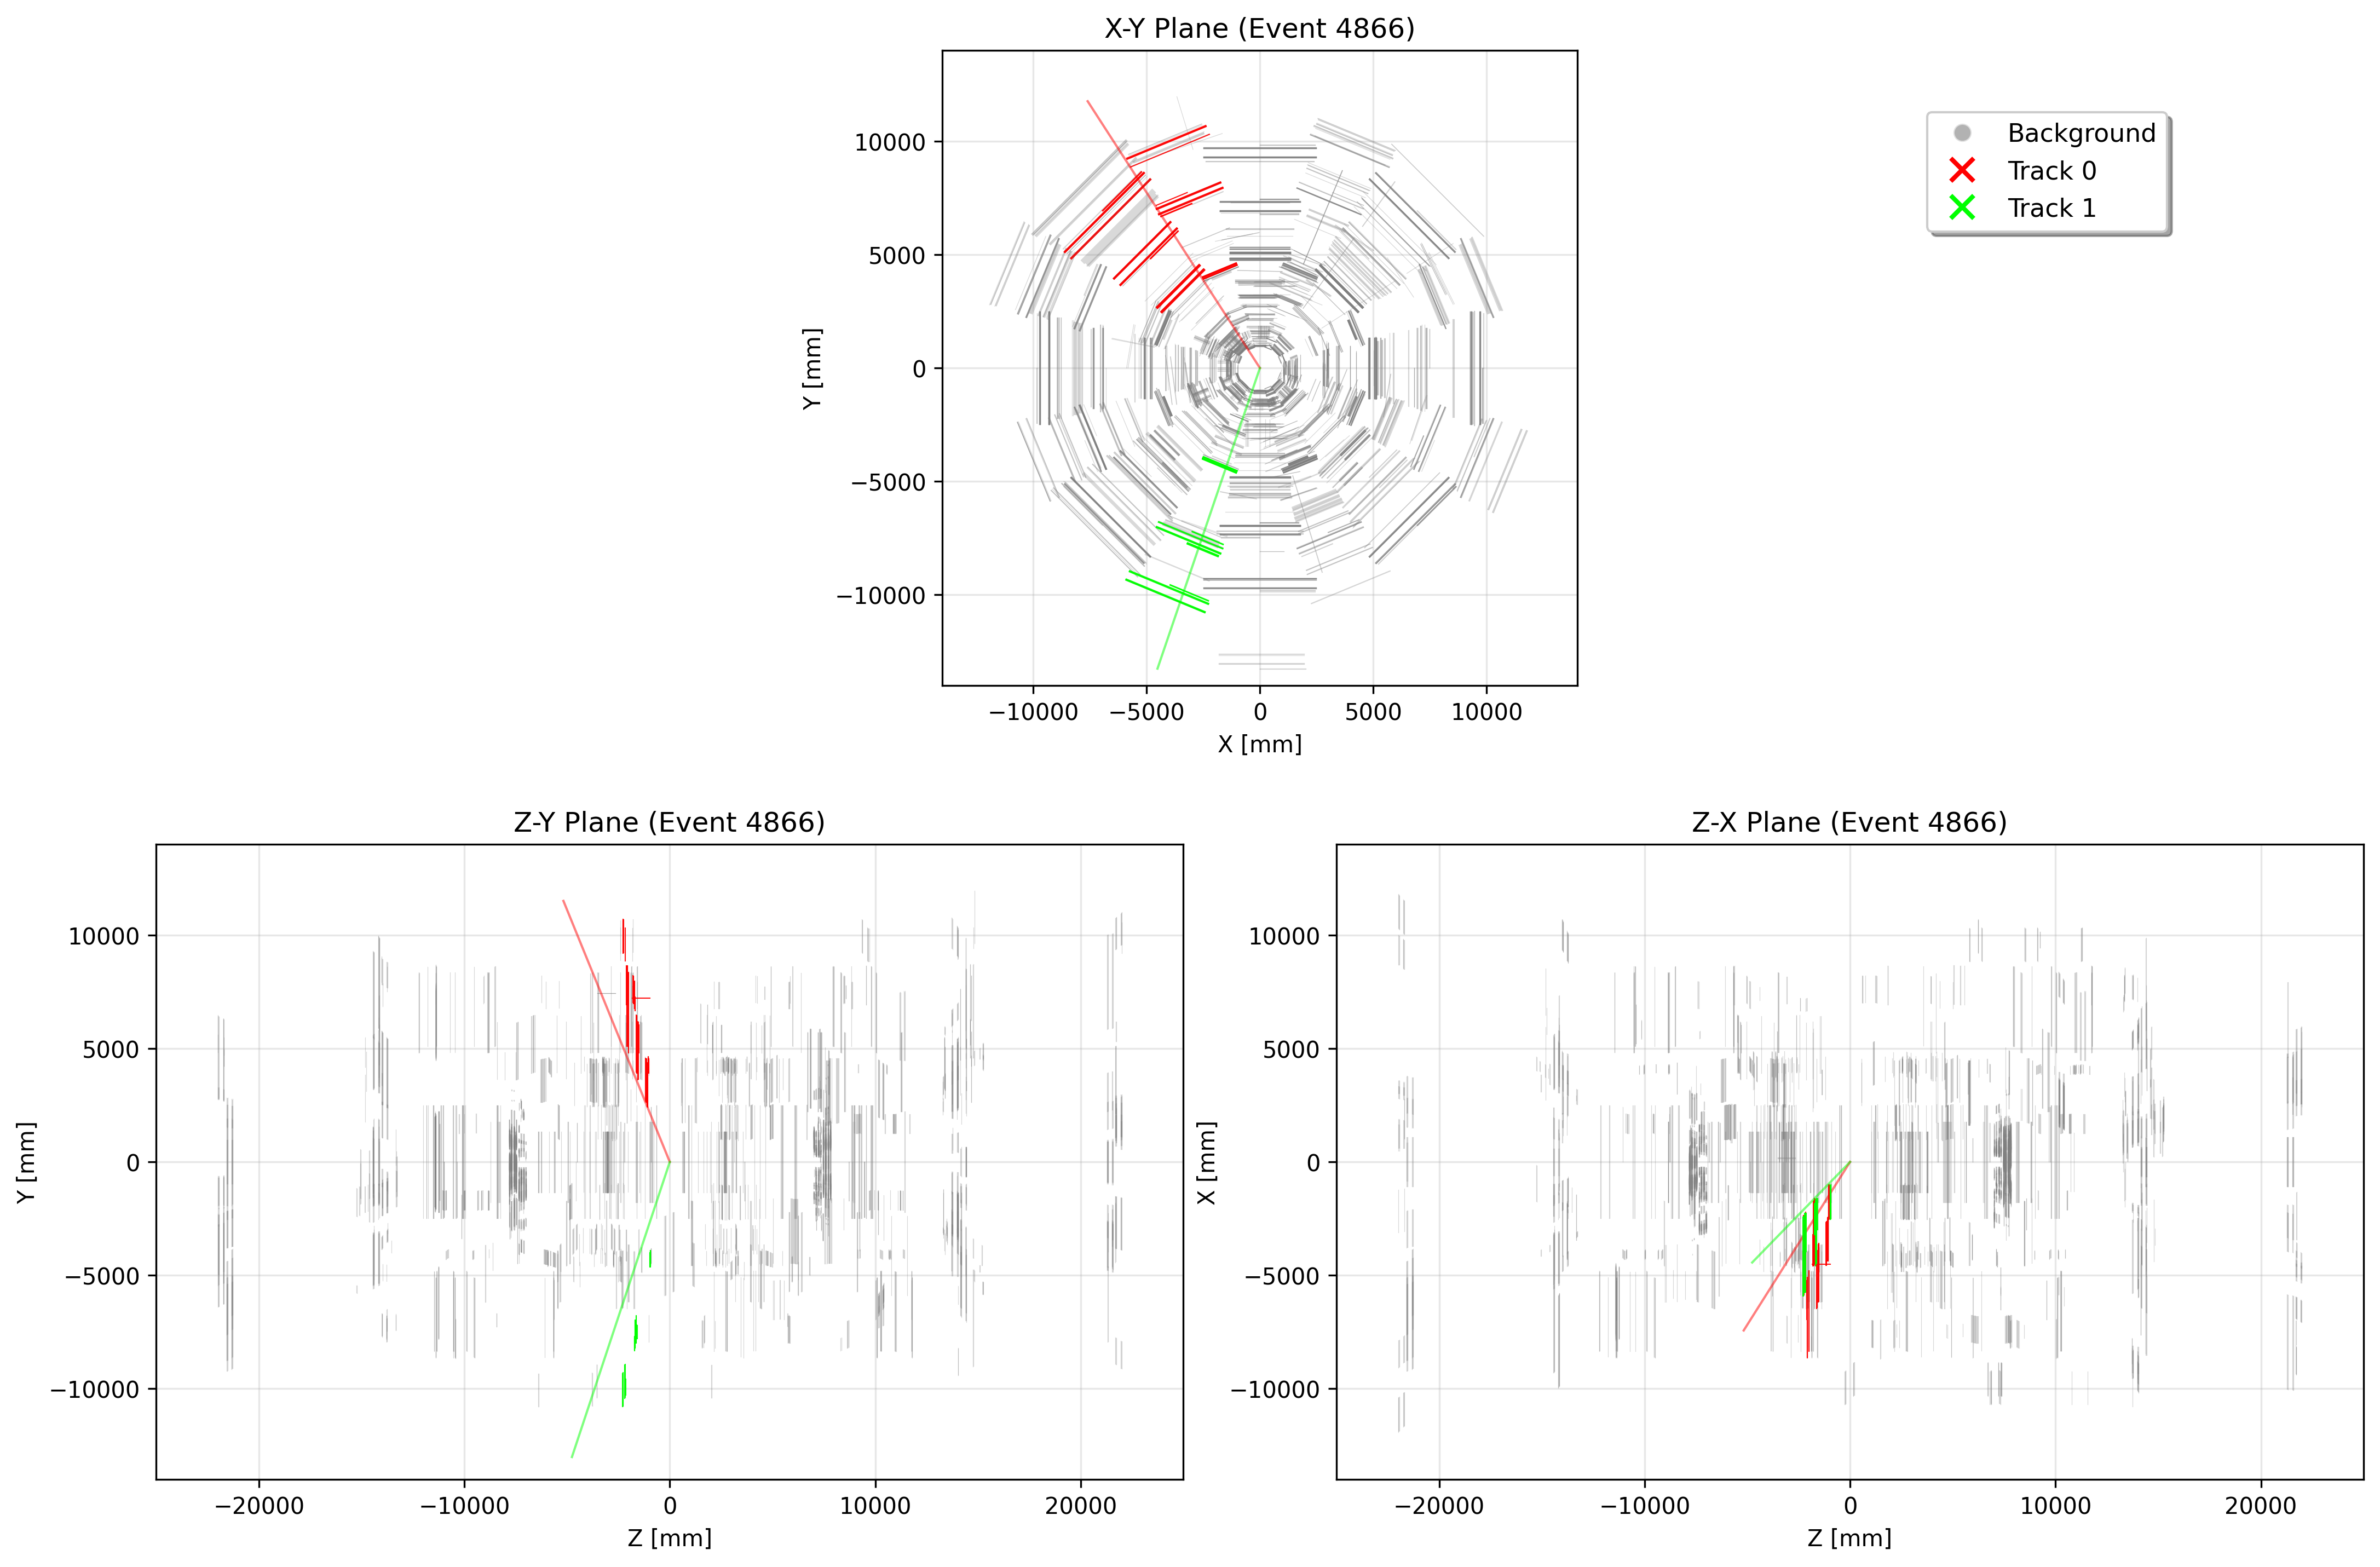 X-Y Plane (Event 4866)
10000
5000
0
−5000
−10000
Y [mm]
−10000 −5000 0 5000 10000
X [mm]
Background
Track 0
Track 1
Z-Y Plane (Event 4866)
10000
5000
0
−5000
−10000
Y [mm]
−20000 −10000 0 10000 20000
Z [mm]
Z-X Plane (Event 4866)
10000
5000
0
−5000
−10000
X [mm]
−20000 −10000 0 10000 20000
Z [mm]